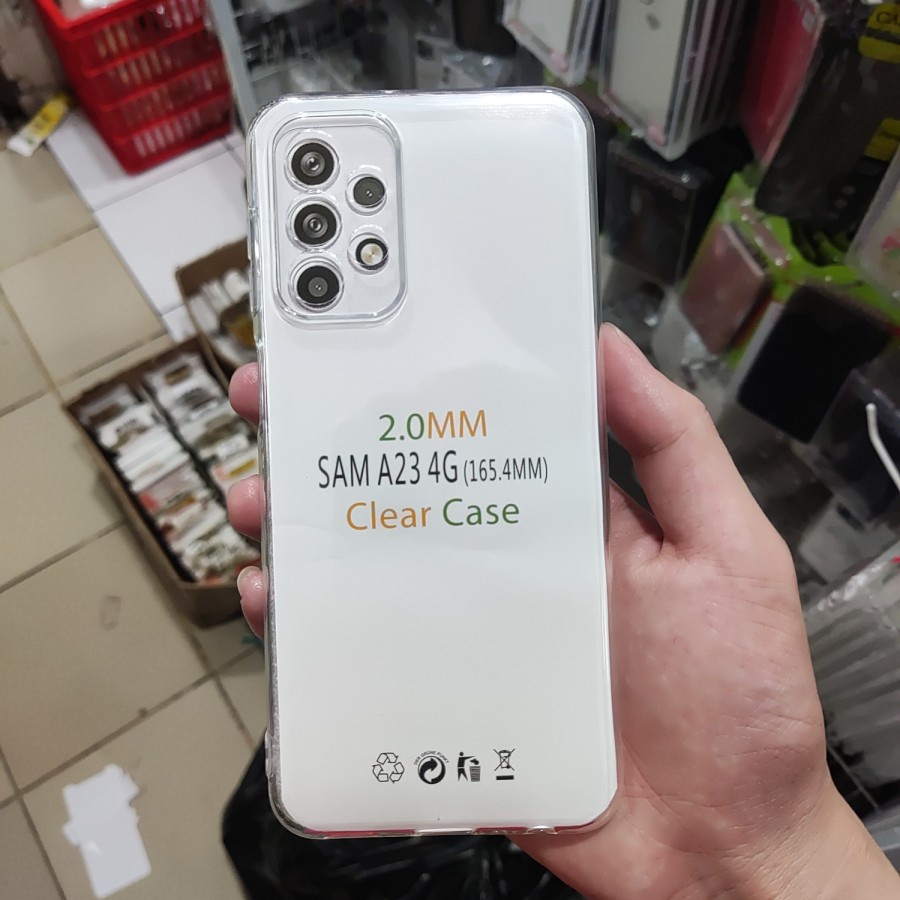 2.0MM
SAM A23 4G (165.4MM)
Clear Case